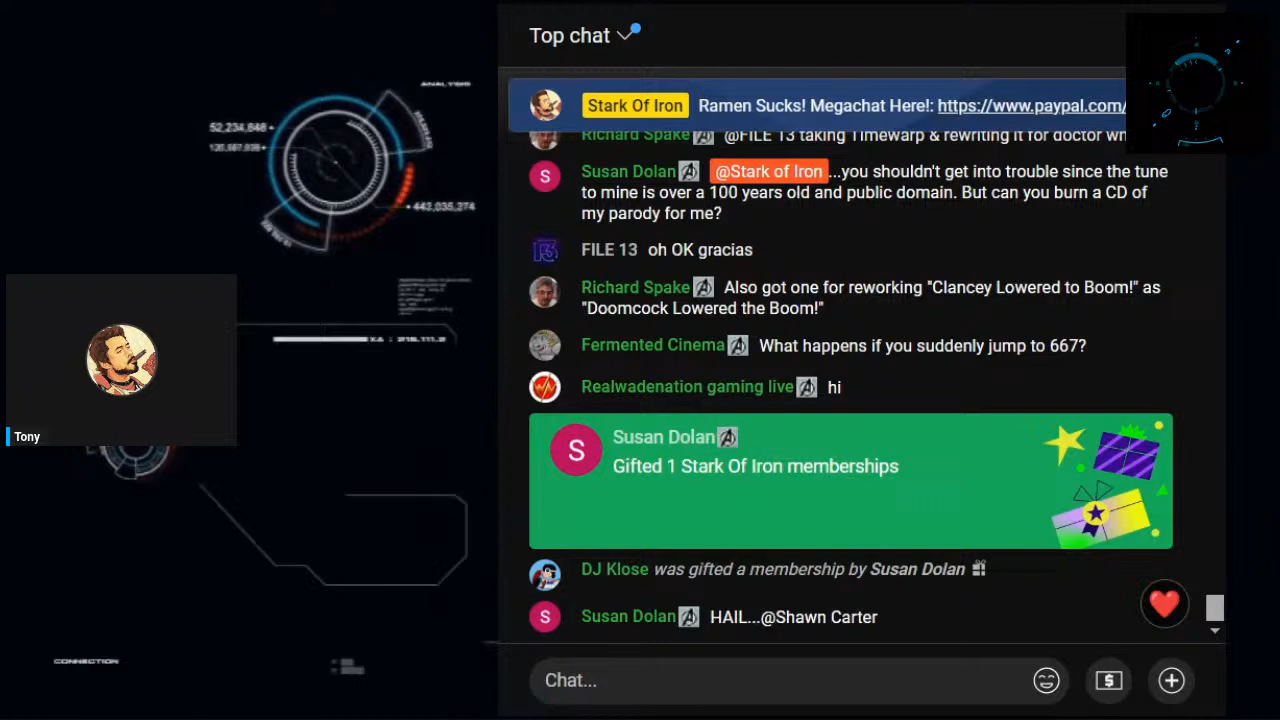 Top chat
ANALYSIS
Stark Of Iron Ramen Sucks! Megachat Here!: https://www.paypal.com/
52,234,648
Richard Spake @FILE 13 taking Timewarp & rewriting it for doctor wh
Susan Dolan @Stark of Iron...you shouldn't get into trouble since the tune
to mine is over a 100 years old and public domain. But can you burn a CD of
my parody for me?
442,035,274
FILE 13 oh OK gracias
Richard Spake Also got one for reworking "Clancey Lowered to Boom!" as
"Doomcock Lowered the Boom!"
Fermented Cinema What happens if you suddenly jump to 667?
Realwadenation gaming live hi
Tony
Susan Dolan
S
Gifted 1 Stark Of Iron memberships
DJ Klose was gifted a membership by Susan Dolan
S Susan Dolan HAIL...@Shawn Carter
CONNECTION
Chat...